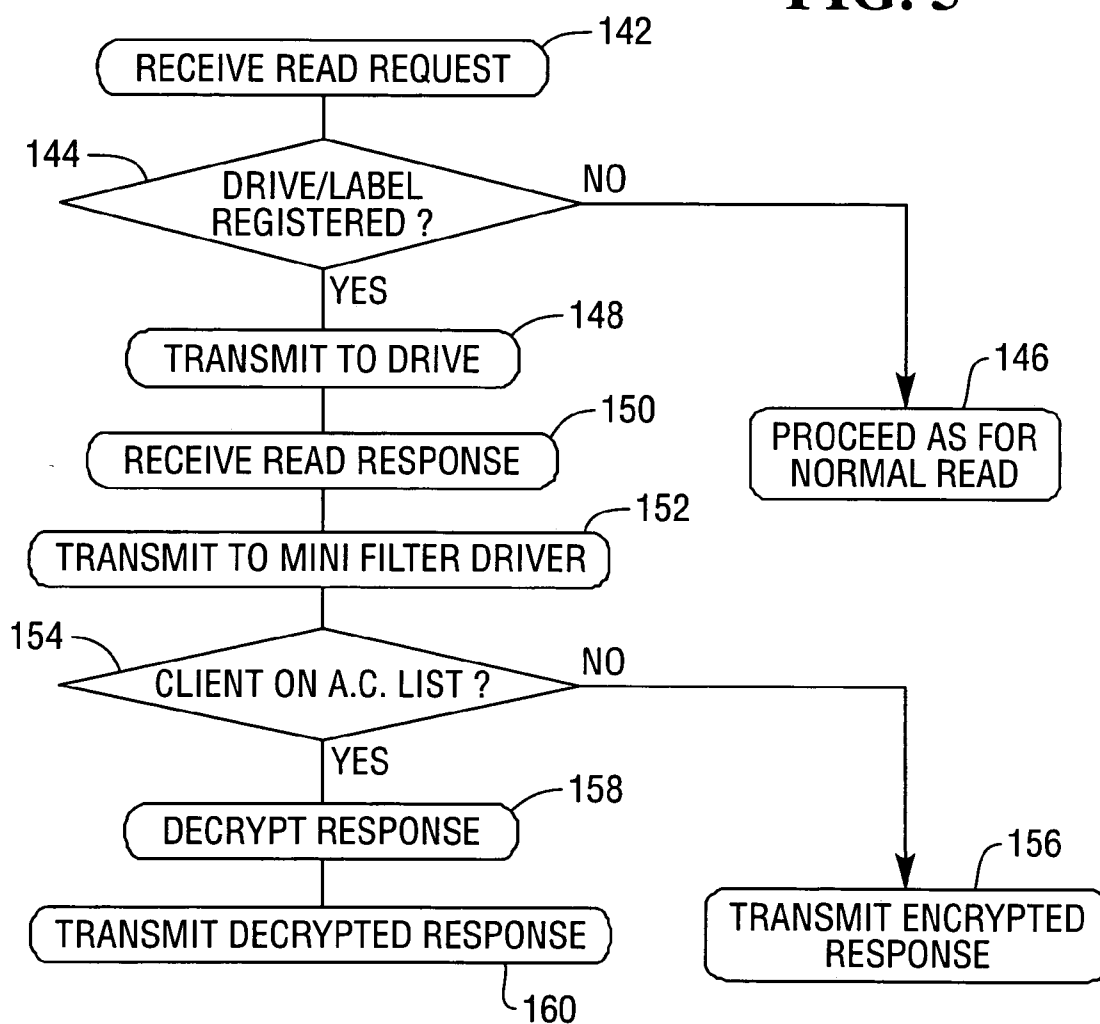 FIG. 5
142
RECEIVE READ REQUEST
144
DRIVE/LABEL
REGISTERED ?
NO
YES
148
TRANSMIT TO DRIVE
146
PROCEED AS FOR
NORMAL READ
150
RECEIVE READ RESPONSE
152
TRANSMIT TO MINI FILTER DRIVER
154
CLIENT ON A.C. LIST ?
NO
YES
158
DECRYPT RESPONSE
156
TRANSMIT ENCRYPTED
RESPONSE
TRANSMIT DECRYPTED RESPONSE
160